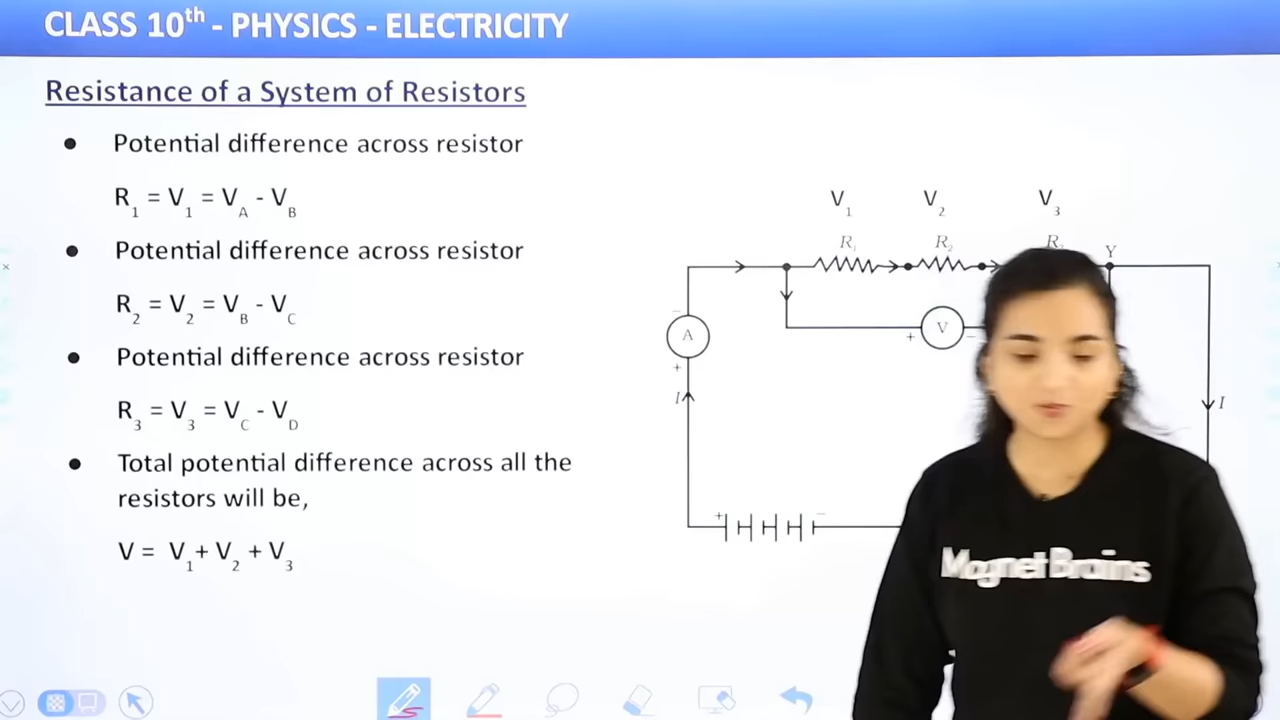 CLASS 10th - PHYSICS - ELECTRICITY
Resistance of a System of Resistors
● Potential difference across resistor
R1 = V1 = VA - VB
● Potential difference across resistor
R2 = V2 = VB - VC
● Potential difference across resistor
R3 = V3 = VC - VD
● Total potential difference across all the
resistors will be,
V = V1 + V2 + V3
V1 V2 V3
R1 R2 R3
Y
A
V
+ −
−
+
I
I
+ −
Magnet Brains